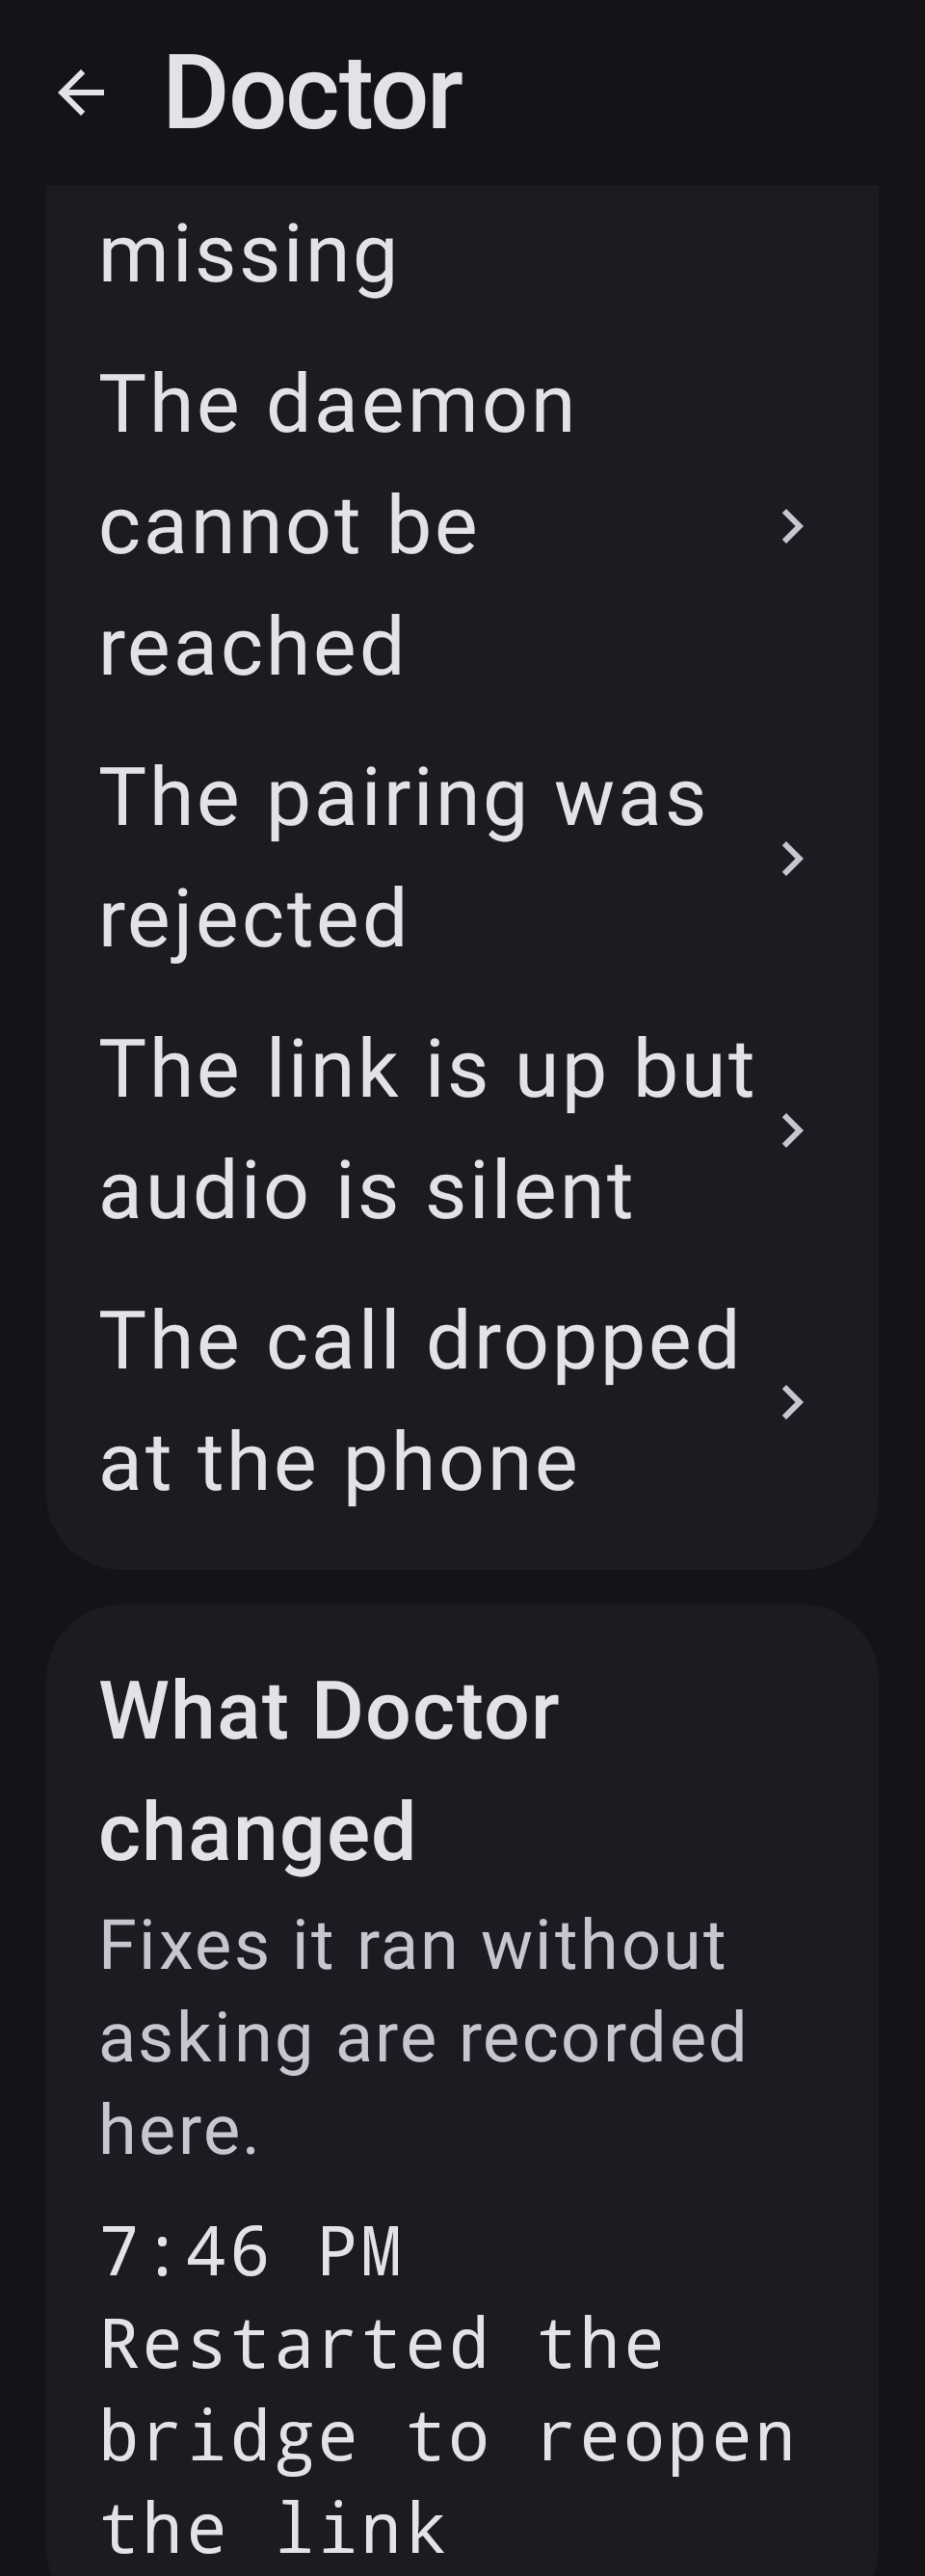 Doctor
missing
The daemon
cannot be
reached
The pairing was
rejected
The link is up but
audio is silent
The call dropped
at the phone
What Doctor
changed
Fixes it ran without
asking are recorded
here.
7:46 PM
Restarted the
bridge to reopen
the link